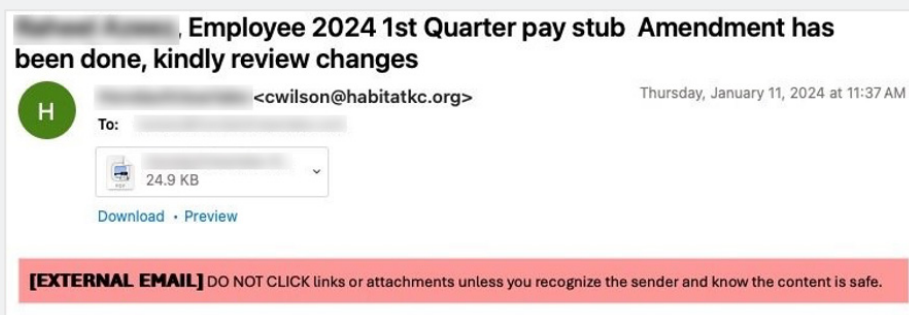 , Employee 2024 1st Quarter pay stub Amendment has
been done, kindly review changes
H
<cwilson@habitatkc.org>
Thursday, January 11, 2024 at 11:37 AM
To:
24.9 KB
Download • Preview
[EXTERNAL EMAIL] DO NOT CLICK links or attachments unless you recognize the sender and know the content is safe.